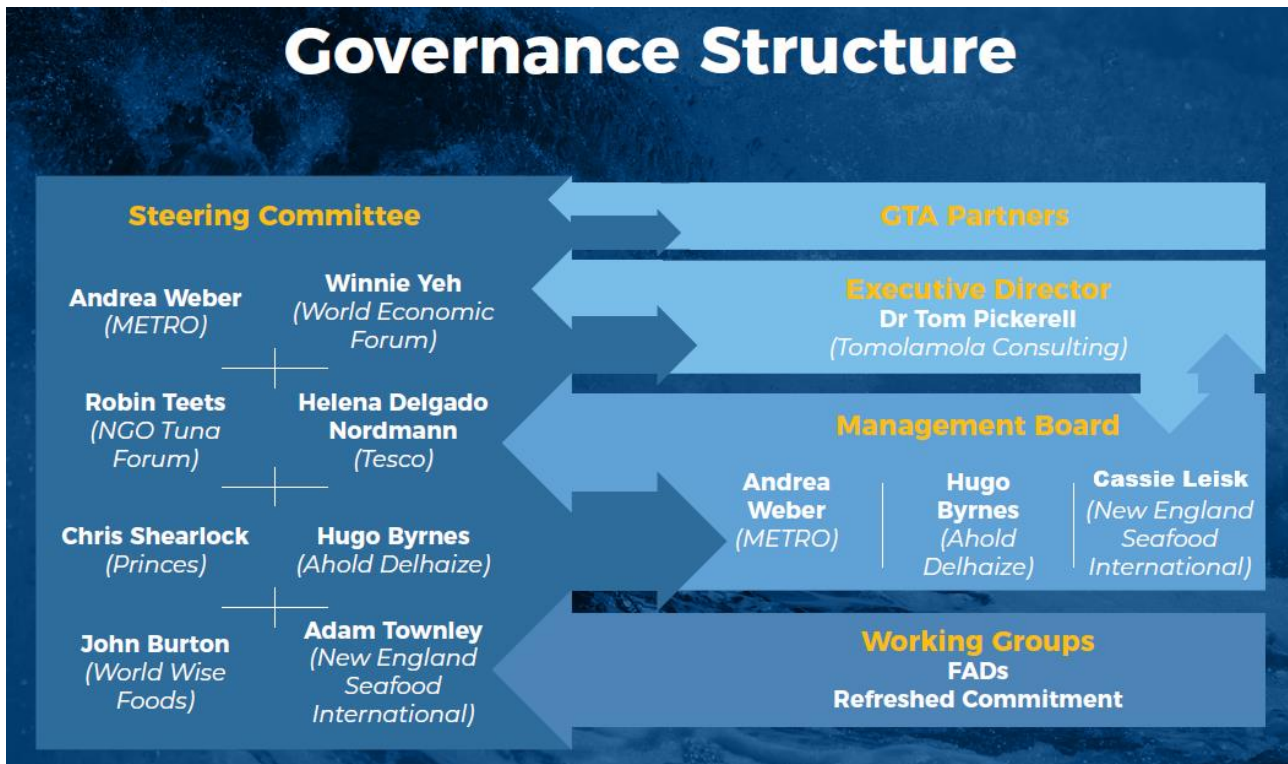 Governance Structure
Steering Committee
Andrea Weber
(METRO)
Winnie Yeh
(World Economic
Forum)
Robin Teets
(NGO Tuna
Forum)
Helena Delgado
Nordmann
(Tesco)
Chris Shearlock
(Princes)
Hugo Byrnes
(Ahold Delhaize)
John Burton
(World Wise
Foods)
Adam Townley
(New England
Seafood
International)
GTA Partners
Executive Director
Dr Tom Pickerell
(Tomolamola Consulting)
Management Board
Andrea
Weber
(METRO)
Hugo
Byrnes
(Ahold
Delhaize)
Cassie Leisk
(New England
Seafood
International)
Working Groups
FADs
Refreshed Commitment